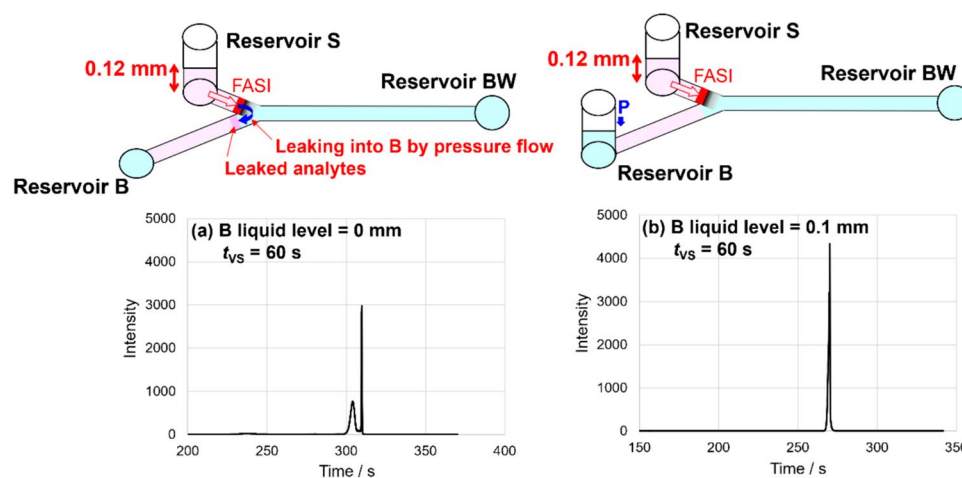 Reservoir S
0.12 mm
FASI
Reservoir BW
Leaking into B by pressure flow
Leaked analytes
Reservoir B
Reservoir S
0.12 mm
FASI
Reservoir BW
P
Reservoir B
(a) B liquid level = 0 mm
tVS = 60 s
5000
4000
3000
2000
1000
0
Intensity
200
250
300
350
400
Time / s
(b) B liquid level = 0.1 mm
tVS = 60 s
5000
4000
3000
2000
1000
0
Intensity
150
200
250
300
350
Time / s